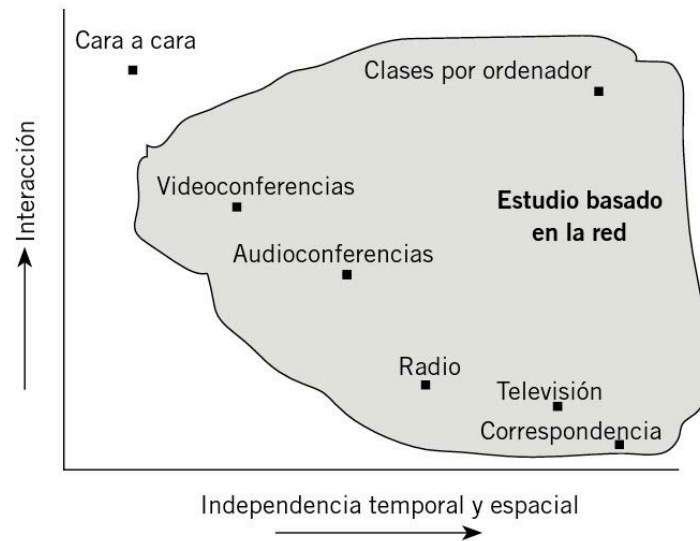 Cara a cara
Clases por ordenador
Interacción
Videoconferencias
Estudio basado
en la red
Audioconferencias
Radio
Televisión
Correspondencia
Independencia temporal y espacial